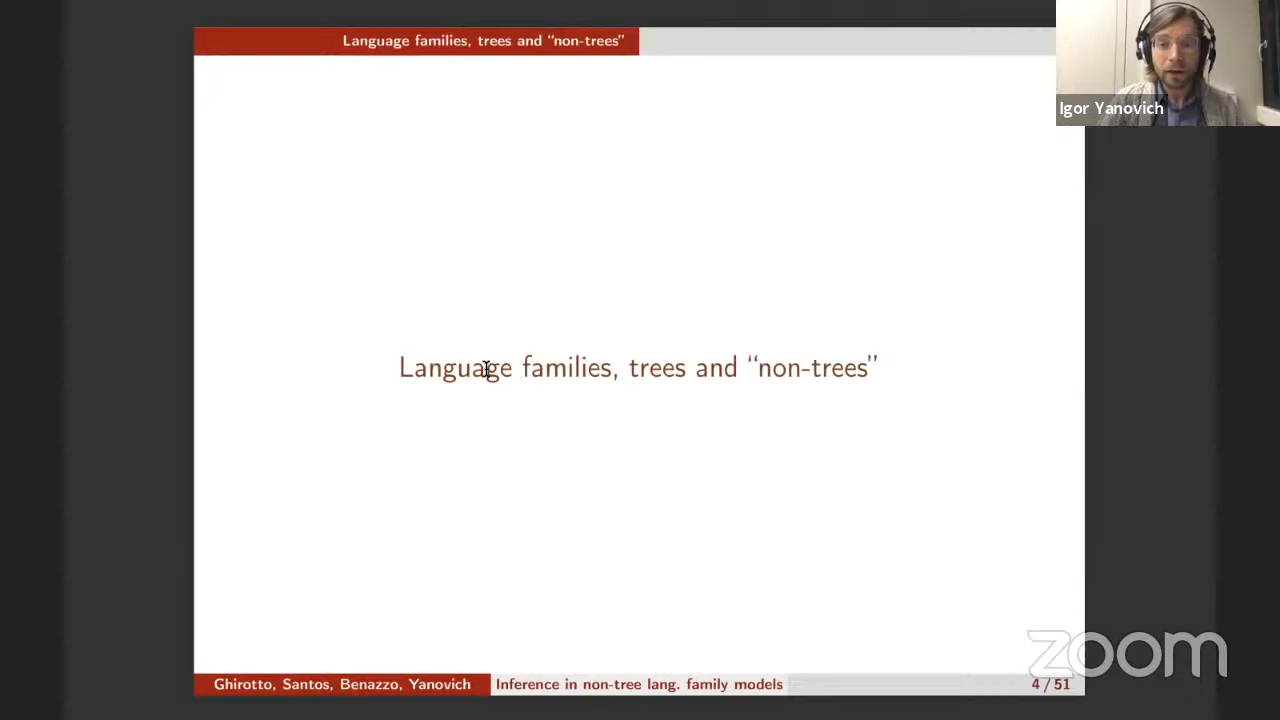 Language families, trees and “non-trees”
Igor Yanovich
Language families, trees and “non-trees”
zoom
Ghirotto, Santos, Benazzo, Yanovich
Inference in non-tree lang. family models
4 / 51